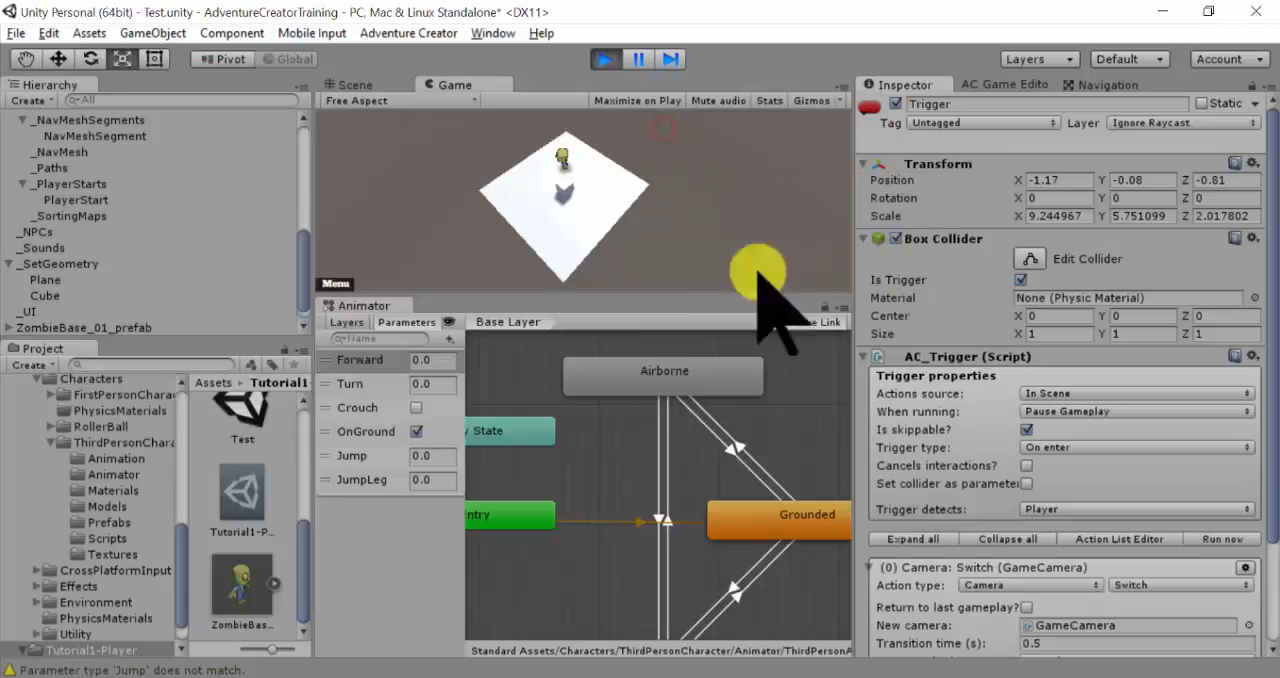 Unity Personal (64bit) - Test.unity - AdventureCreatorTraining - PC, Mac & Linux Standalone* <DX11>
File Edit Assets GameObject Component Mobile Input Adventure Creator Window Help
Pivot Global Layers Default Account
Hierarchy
Create All
_NavMeshSegments
NavMeshSegment
_NavMesh
_Paths
_PlayerStarts
PlayerStart
_SortingMaps
_NPCs
_Sounds
_SetGeometry
Plane
Cube
_UI
ZombieBase_01_prefab
Project
Create
Characters
FirstPersonChara
PhysicsMaterials
RollerBall
ThirdPersonChara
Animation
Animator
Materials
Models
Prefabs
Scripts
Textures
CrossPlatformInput
Effects
Environment
PhysicsMaterials
Utility
Tutorial1-Player
Assets Tutorial1
Test
Tutorial1-P...
ZombieBas...
Scene Game
Free Aspect Maximize on Play Mute audio Stats Gizmos
Menu
Animator
Layers Parameters Base Layer e Link
Name
Forward 0.0
Turn 0.0
Crouch
OnGround
Jump 0.0
JumpLeg 0.0
Airborne
y State
Entry
Grounded
Standard Assets/Characters/ThirdPersonCharacter/Animator/ThirdPersonA
Inspector AC Game Edito Navigation
Trigger Static
Tag Untagged Layer Ignore Raycast
Transform
Position X -1.17 Y -0.08 Z -0.81
Rotation X 0 Y 0 Z 0
Scale X 9.244967 Y 5.751099 Z 2.017802
Box Collider
Edit Collider
Is Trigger
Material None (Physic Material)
Center X 0 Y 0 Z 0
Size X 1 Y 1 Z 1
AC_Trigger (Script)
Trigger properties
Actions source: In Scene
When running: Pause Gameplay
Is skippable?
Trigger type: On enter
Cancels interactions?
Set collider as parameter
Trigger detects: Player
Expand all Collapse all Action List Editor Run now
(0) Camera: Switch (GameCamera)
Action type: Camera Switch
Return to last gameplay?
New camera: GameCamera
Transition time (s): 0.5
Parameter type 'Jump' does not match.